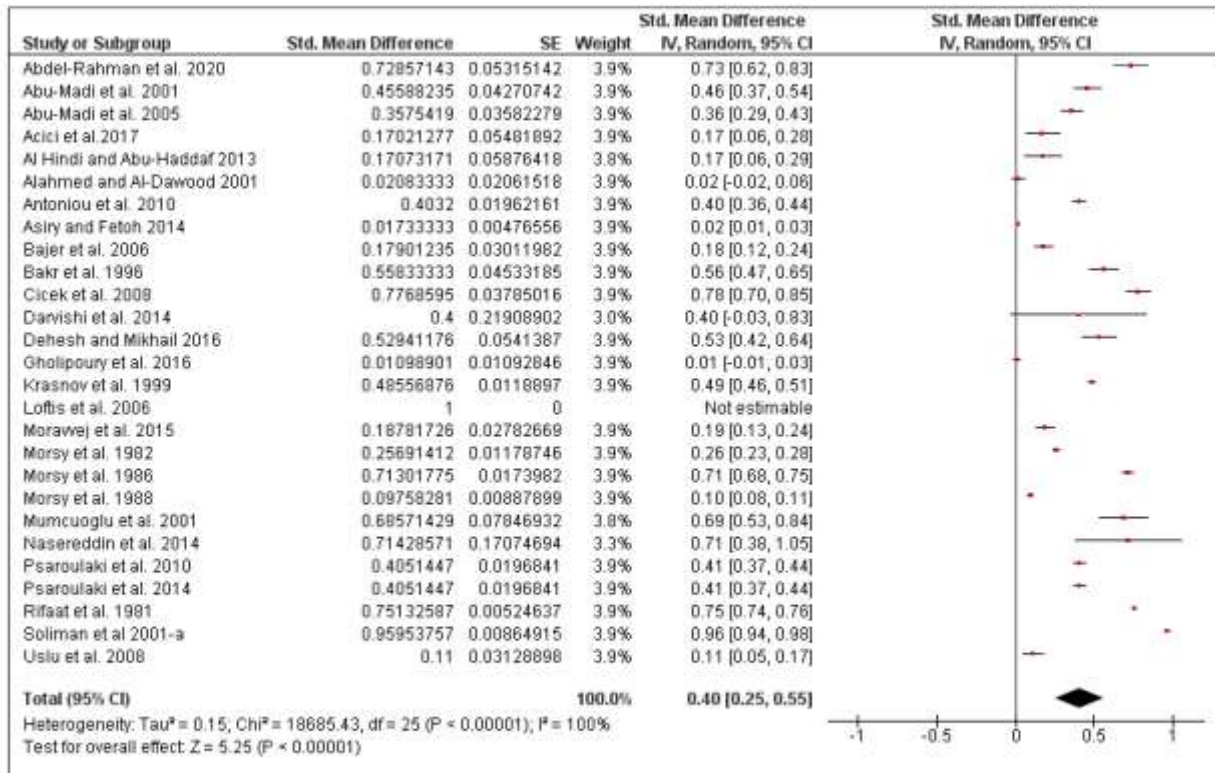 Std. Mean Difference Std. Mean Difference
Study or Subgroup Std. Mean Difference SE Weight IV, Random, 95% CI IV, Random, 95% CI
Abdel-Rahman et al. 2020 0.72857143 0.05315142 3.9% 0.73 [0.62, 0.83]
Abu-Madi et al. 2001 0.45588235 0.04270742 3.9% 0.46 [0.37, 0.54]
Abu-Madi et al. 2005 0.3575419 0.03582279 3.9% 0.36 [0.29, 0.43]
Acici et al.2017 0.17021277 0.05481892 3.9% 0.17 [0.06, 0.28]
Al Hindi and Abu-Haddaf 2013 0.17073171 0.05876418 3.8% 0.17 [0.06, 0.29]
Alahmed and Al-Dawood 2001 0.02083333 0.02061518 3.9% 0.02 [-0.02, 0.06]
Antoniou et al. 2010 0.4032 0.01962161 3.9% 0.40 [0.36, 0.44]
Asiry and Fetoh 2014 0.01733333 0.00476556 3.9% 0.02 [0.01, 0.03]
Bajer et al. 2006 0.17901235 0.03011982 3.9% 0.18 [0.12, 0.24]
Bakr et al. 1996 0.55833333 0.04533185 3.9% 0.56 [0.47, 0.65]
Cicek et al. 2008 0.7768595 0.03785016 3.9% 0.78 [0.70, 0.85]
Darvishi et al. 2014 0.4 0.21908902 3.0% 0.40 [-0.03, 0.83]
Dehesh and Mikhail 2016 0.52941176 0.0541387 3.9% 0.53 [0.42, 0.64]
Gholipoury et al. 2016 0.01098901 0.01092846 3.9% 0.01 [-0.01, 0.03]
Krasnov et al. 1999 0.48556876 0.0118897 3.9% 0.49 [0.46, 0.51]
Loftis et al. 2006 1 0 Not estimable
Moravvej et al. 2015 0.18781726 0.02782669 3.9% 0.19 [0.13, 0.24]
Morsy et al. 1982 0.25691412 0.01178746 3.9% 0.26 [0.23, 0.28]
Morsy et al. 1986 0.71301775 0.0173982 3.9% 0.71 [0.68, 0.75]
Morsy et al. 1988 0.09758281 0.00887899 3.9% 0.10 [0.08, 0.11]
Mumcuoglu et al. 2001 0.68571429 0.07846932 3.8% 0.69 [0.53, 0.84]
Nasereddin et al. 2014 0.71428571 0.17074694 3.3% 0.71 [0.38, 1.05]
Psaroulaki et al. 2010 0.4051447 0.0196841 3.9% 0.41 [0.37, 0.44]
Psaroulaki et al. 2014 0.4051447 0.0196841 3.9% 0.41 [0.37, 0.44]
Rifaat et al. 1981 0.75132587 0.00524637 3.9% 0.75 [0.74, 0.76]
Soliman et al 2001-a 0.95953757 0.00864915 3.9% 0.96 [0.94, 0.98]
Uslu et al. 2008 0.11 0.03128898 3.9% 0.11 [0.05, 0.17]
Total (95% CI) 100.0% 0.40 [0.25, 0.55]
Heterogeneity: Tau² = 0.15; Chi² = 18685.43, df = 25 (P < 0.00001); I² = 100%
Test for overall effect: Z = 5.25 (P < 0.00001)
-1 -0.5 0 0.5 1